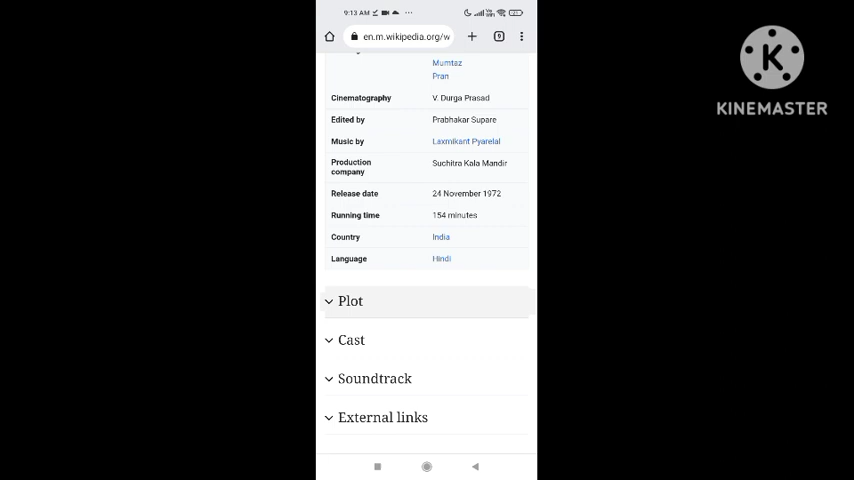 9:13 AM
en.m.wikipedia.org/w
9
Mumtaz
Pran
Cinematography V. Durga Prasad
Edited by Prabhakar Supare
Music by Laxmikant Pyarelal
Production company Suchitra Kala Mandir
Release date 24 November 1972
Running time 154 minutes
Country India
Language Hindi
Plot
Cast
Soundtrack
External links
K
KINEMASTER